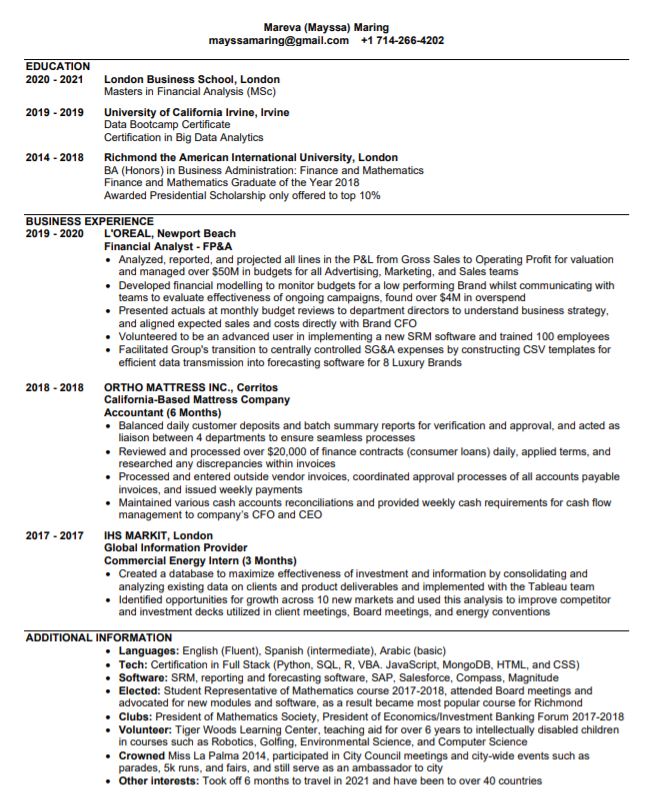 Mareva (Mayssa) Maring
mayssamaring@gmail.com +1 714-266-4202
EDUCATION
2020 - 2021 London Business School, London
Masters in Financial Analysis (MSc)
2019 - 2019 University of California Irvine, Irvine
Data Bootcamp Certificate
Certification in Big Data Analytics
2014 - 2018 Richmond the American International University, London
BA (Honors) in Business Administration: Finance and Mathematics
Finance and Mathematics Graduate of the Year 2018
Awarded Presidential Scholarship only offered to top 10%
BUSINESS EXPERIENCE
2019 - 2020 L'OREAL, Newport Beach
Financial Analyst - FP&A
• Analyzed, reported, and projected all lines in the P&L from Gross Sales to Operating Profit for valuation
and managed over $50M in budgets for all Advertising, Marketing, and Sales teams
• Developed financial modelling to monitor budgets for a low performing Brand whilst communicating with
teams to evaluate effectiveness of ongoing campaigns, found over $4M in overspend
• Presented actuals at monthly budget reviews to department directors to understand business strategy,
and aligned expected sales and costs directly with Brand CFO
• Volunteered to be an advanced user in implementing a new SRM software and trained 100 employees
• Facilitated Group's transition to centrally controlled SG&A expenses by constructing CSV templates for
efficient data transmission into forecasting software for 8 Luxury Brands
2018 - 2018 ORTHO MATTRESS INC., Cerritos
California-Based Mattress Company
Accountant (6 Months)
• Balanced daily customer deposits and batch summary reports for verification and approval, and acted as
liaison between 4 departments to ensure seamless processes
• Reviewed and processed over $20,000 of finance contracts (consumer loans) daily, applied terms, and
researched any discrepancies within invoices
• Processed and entered outside vendor invoices, coordinated approval processes of all accounts payable
invoices, and issued weekly payments
• Maintained various cash accounts reconciliations and provided weekly cash requirements for cash flow
management to company's CFO and CEO
2017 - 2017 IHS MARKIT, London
Global Information Provider
Commercial Energy Intern (3 Months)
• Created a database to maximize effectiveness of investment and information by consolidating and
analyzing existing data on clients and product deliverables and implemented with the Tableau team
• Identified opportunities for growth across 10 new markets and used this analysis to improve competitor
and investment decks utilized in client meetings, Board meetings, and energy conventions
ADDITIONAL INFORMATION
• Languages: English (Fluent), Spanish (intermediate), Arabic (basic)
• Tech: Certification in Full Stack (Python, SQL, R, VBA. JavaScript, MongoDB, HTML, and CSS)
• Software: SRM, reporting and forecasting software, SAP, Salesforce, Compass, Magnitude
• Elected: Student Representative of Mathematics course 2017-2018, attended Board meetings and
advocated for new modules and software, as a result became most popular course for Richmond
• Clubs: President of Mathematics Society, President of Economics/Investment Banking Forum 2017-2018
• Volunteer: Tiger Woods Learning Center, teaching aid for over 6 years to intellectually disabled children
in courses such as Robotics, Golfing, Environmental Science, and Computer Science
• Crowned Miss La Palma 2014, participated in City Council meetings and city-wide events such as
parades, 5k runs, and fairs, and still serve as an ambassador to city
• Other interests: Took off 6 months to travel in 2021 and have been to over 40 countries